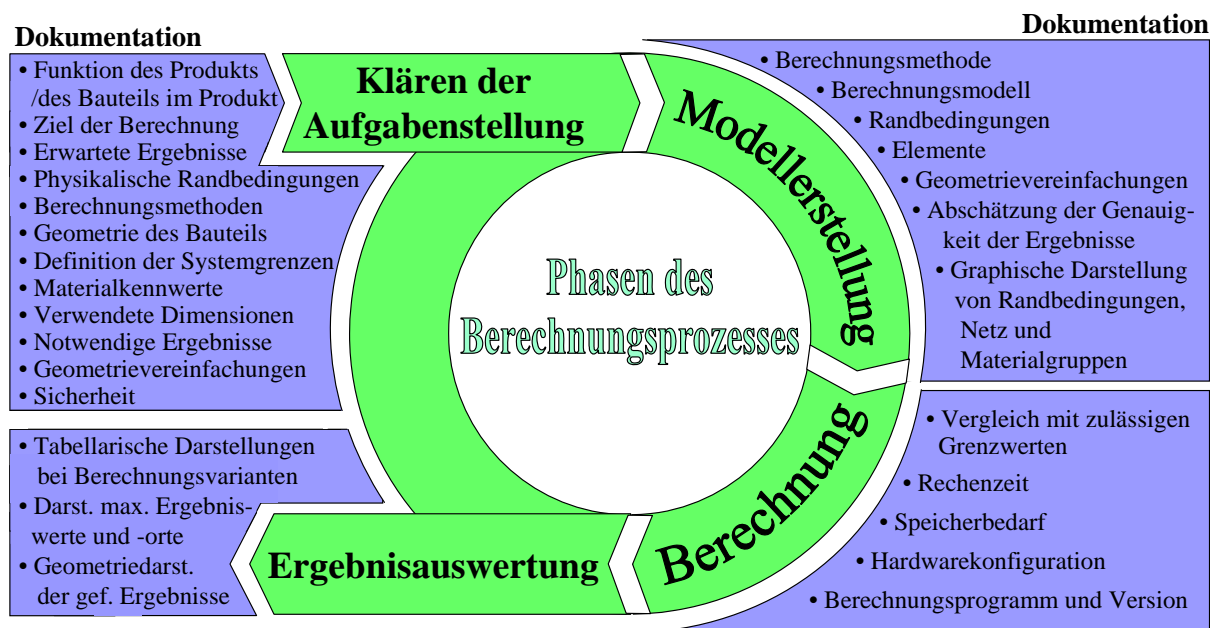 Dokumentation
• Funktion des Produkts
/des Bauteils im Produkt
• Ziel der Berechnung
• Erwartete Ergebnisse
• Physikalische Randbedingungen
• Berechnungsmethoden
• Geometrie des Bauteils
• Definition der Systemgrenzen
• Materialkennwerte
• Verwendete Dimensionen
• Notwendige Ergebnisse
• Geometrievereinfachungen
• Sicherheit
Klären der
Aufgabenstellung
Modellerstellung
Dokumentation
• Berechnungsmethode
• Berechnungsmodell
• Randbedingungen
• Elemente
• Geometrievereinfachungen
• Abschätzung der Genauig-
keit der Ergebnisse
• Graphische Darstellung
von Randbedingungen,
Netz und
Materialgruppen
Phasen des
Berechnungsprozesses
Berechnung
• Vergleich mit zulässigen
Grenzwerten
• Rechenzeit
• Speicherbedarf
• Hardwarekonfiguration
• Berechnungsprogramm und Version
Ergebnisauswertung
• Tabellarische Darstellungen
bei Berechnungsvarianten
• Darst. max. Ergebnis-
werte und -orte
• Geometriedarst.
der gef. Ergebnisse